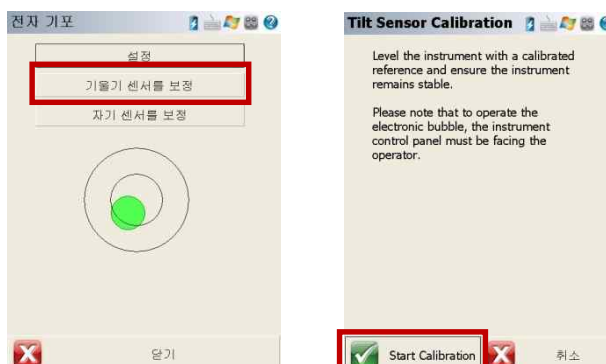 전자 기포
설정
기울기 센서를 보정
자기 센서를 보정
닫기
Tilt Sensor Calibration
Level the instrument with a calibrated
reference and ensure the instrument
remains stable.
Please note that to operate the
electronic bubble, the instrument
control panel must be facing the
operator.
Start Calibration
취소